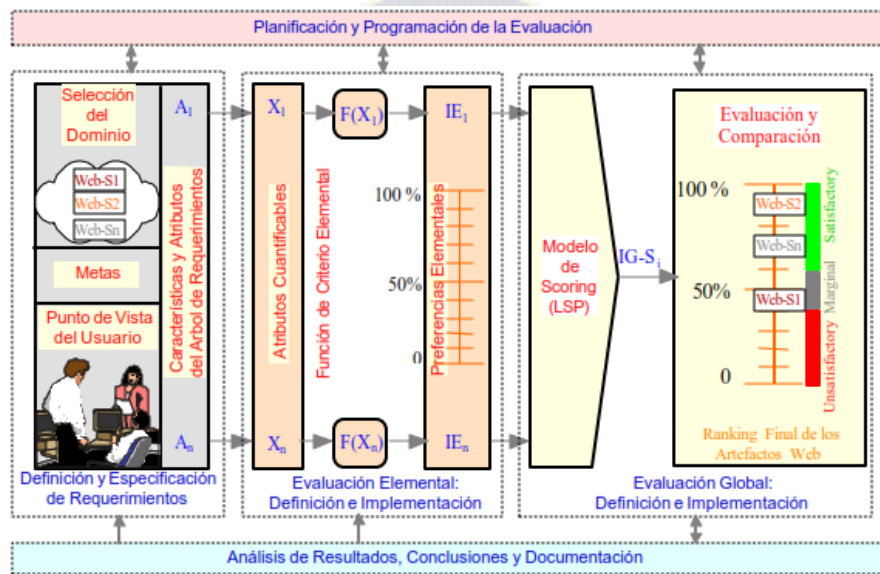 Planificación y Programación de la Evaluación
Selección
del
Dominio
Web-S1
Web-S2
Web-Sn
Metas
Punto de Vista
del Usuario
A1
Características y Atributos
del Arbol de Requerimientos
An
Definición y Especificación
de Requerimientos
X1
Atributos Cuantificables
Xn
F(X1)
Función de Criterio Elemental
F(Xn)
IE1
100 %
50%
0
Preferencias Elementales
IEn
Evaluación Elemental:
Definición e Implementación
Modelo
de
Scoring
(LSP)
IG-Si
Evaluación y
Comparación
100 %
50%
0
Web-S2
Web-Sn
Web-S1
Satisfactory
Marginal
Unsatisfactory
Ranking Final de los
Artefactos Web
Evaluación Global:
Definición e Implementación
Análisis de Resultados, Conclusiones y Documentación